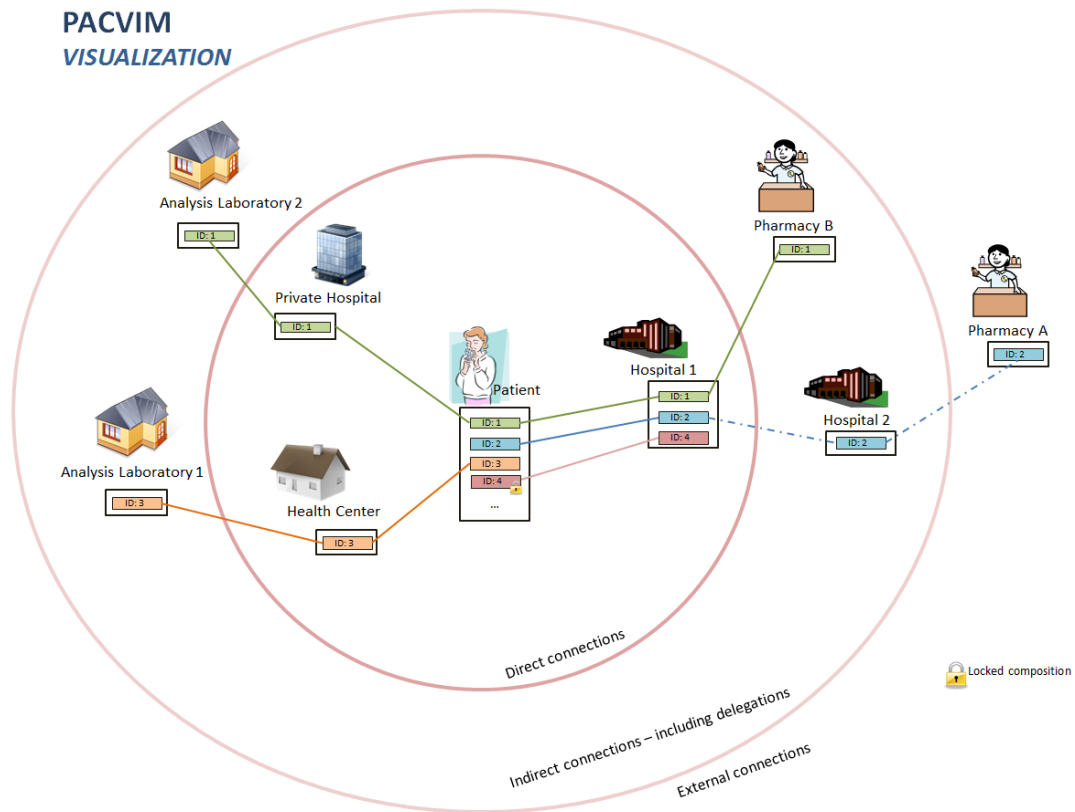 PACVIM
VISUALIZATION
Analysis Laboratory 2
ID: 1
Private Hospital
ID: 1
Pharmacy B
ID: 1
Pharmacy A
ID: 2
Patient
ID: 1
ID: 2
ID: 3
ID: 4
...
Hospital 1
ID: 1
ID: 2
ID: 4
Hospital 2
ID: 2
Analysis Laboratory 1
ID: 3
Health Center
ID: 3
Direct connections
Indirect connections – including delegations
External connections
Locked composition